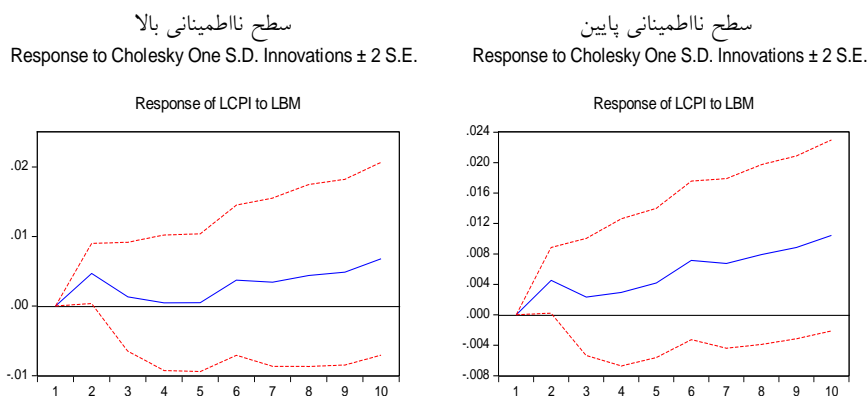 سطح نااطمینانی بالا
Response to Cholesky One S.D. Innovations ± 2 S.E.
Response of LCPI to LBM
.02
.01
.00
-.01
1 2 3 4 5 6 7 8 9 10
سطح نااطمینانی پایین
Response to Cholesky One S.D. Innovations ± 2 S.E.
Response of LCPI to LBM
.024
.020
.016
.012
.008
.004
.000
-.004
-.008
1 2 3 4 5 6 7 8 9 10